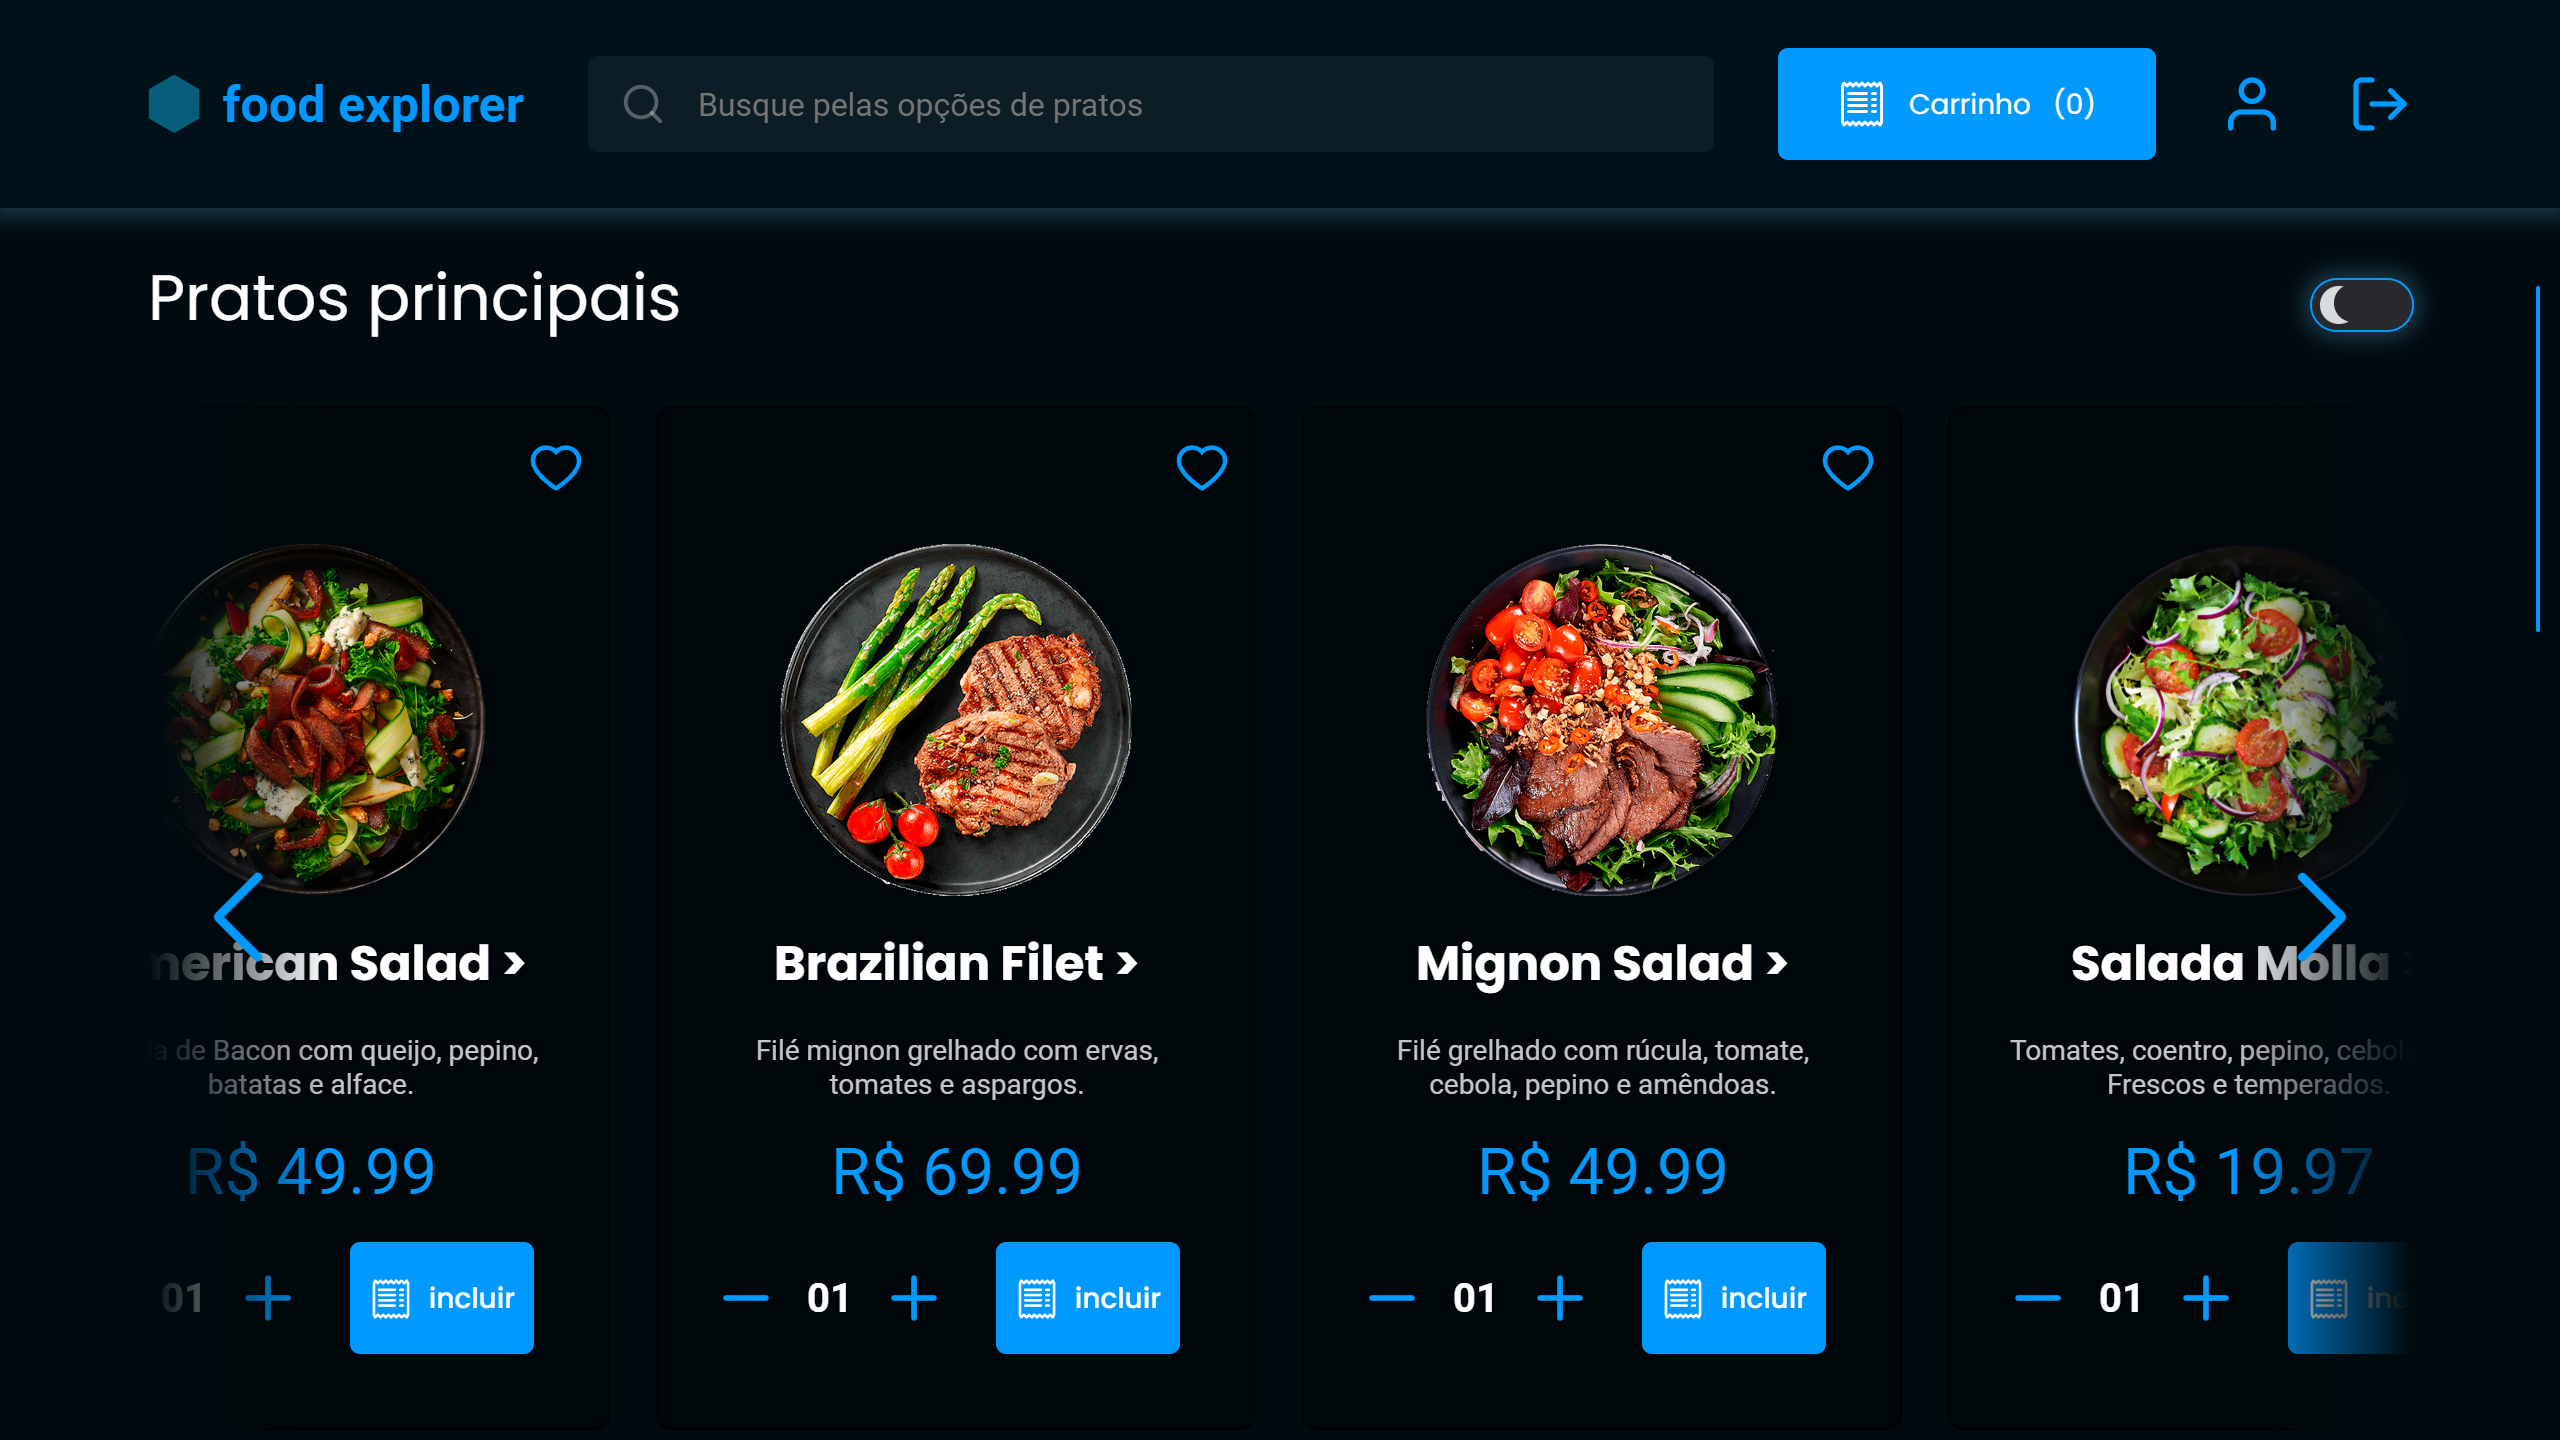 food explorer
Busque pelas opções de pratos
Carrinho (0)
Pratos principais
merican Salad >
de Bacon com queijo, pepino,
batatas e alface.
R$ 49.99
01
incluir
Brazilian Filet >
Filé mignon grelhado com ervas,
tomates e aspargos.
R$ 69.99
01
incluir
Mignon Salad >
Filé grelhado com rúcula, tomate,
cebola, pepino e amêndoas.
R$ 49.99
01
incluir
Salada Molla >
Tomates, coentro, pepino, cebol
Frescos e temperados.
R$ 19.97
01
inc